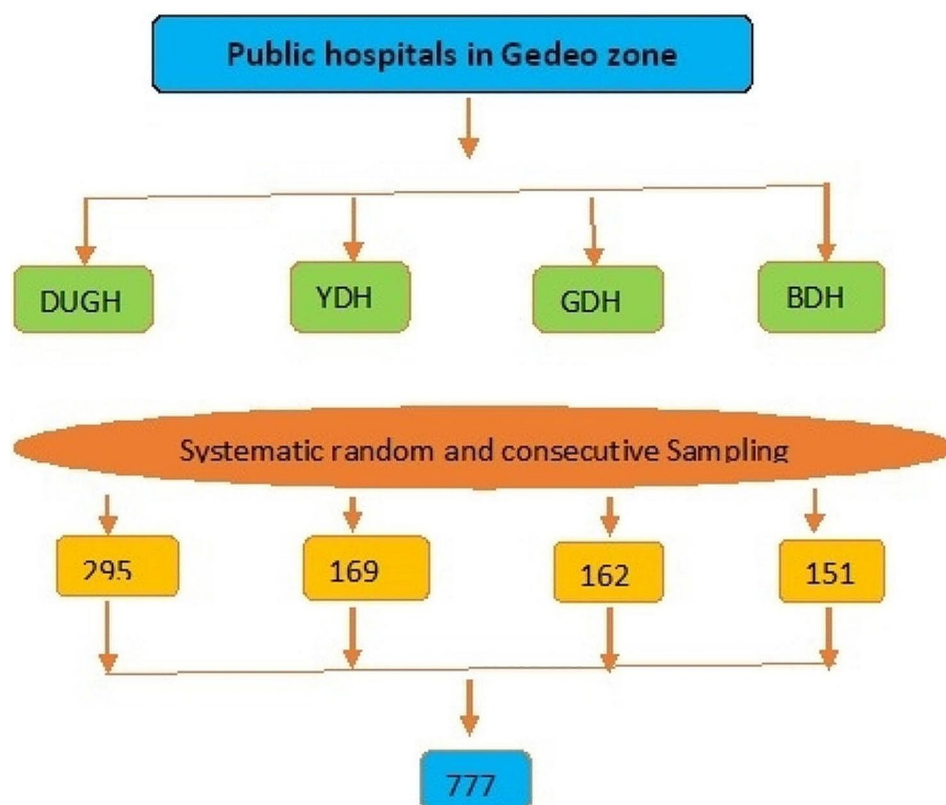 Public hospitals in Gedeo zone
DUGH
YDH
GDH
BDH
Systematic random and consecutive Sampling
295
169
162
151
777